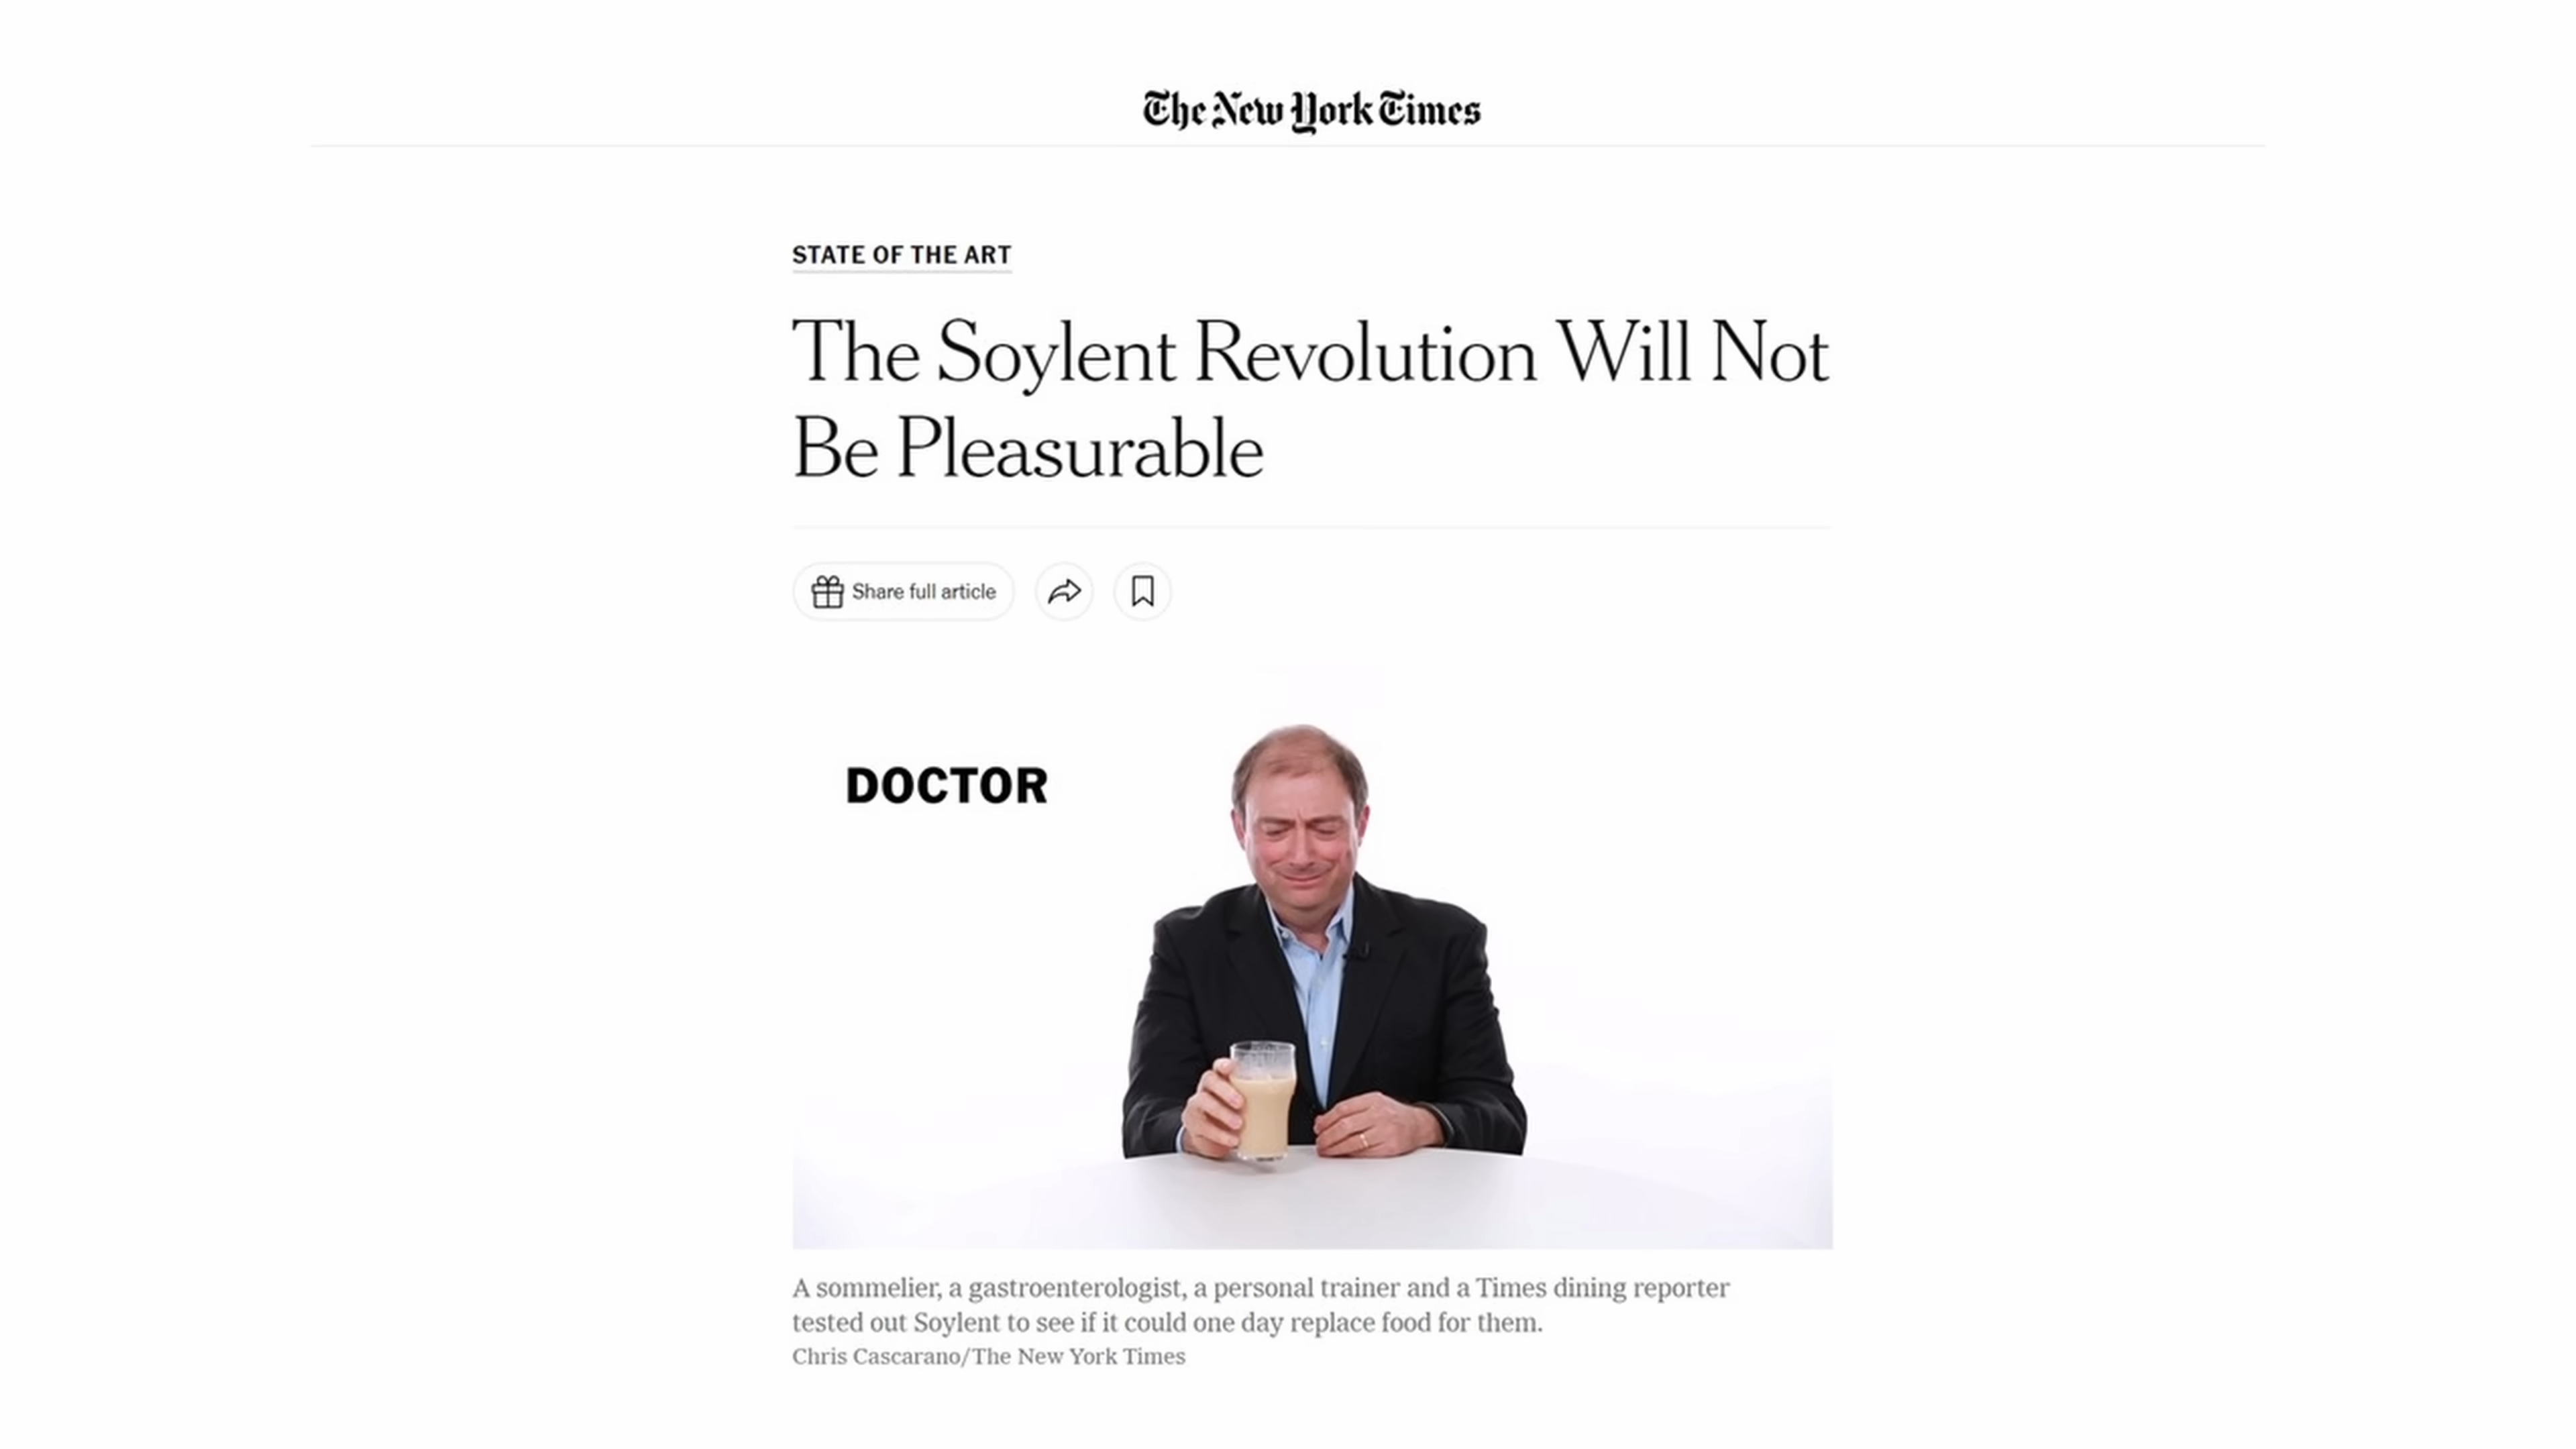 The New York Times
STATE OF THE ART
The Soylent Revolution Will Not
Be Pleasurable
Share full article
DOCTOR
A sommelier, a gastroenterologist, a personal trainer and a Times dining reporter
tested out Soylent to see if it could one day replace food for them.
Chris Cascarano/The New York Times